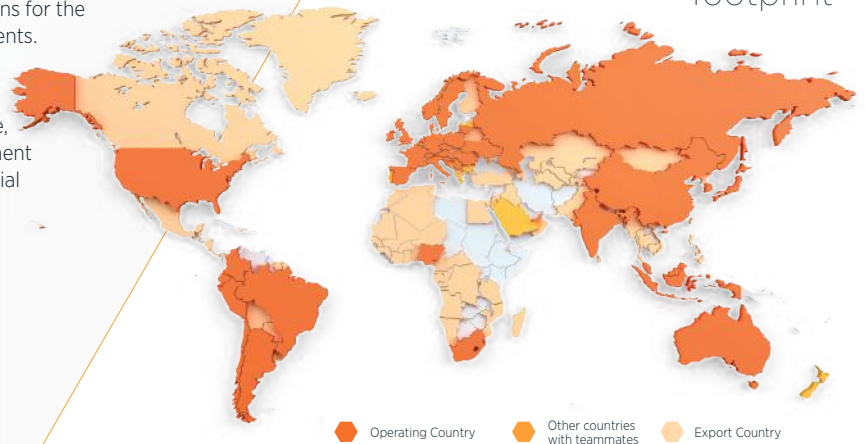 ns for the
ents.
e,
ment
ial
footprint
Operating Country
Other countries
with teammates
Export Country